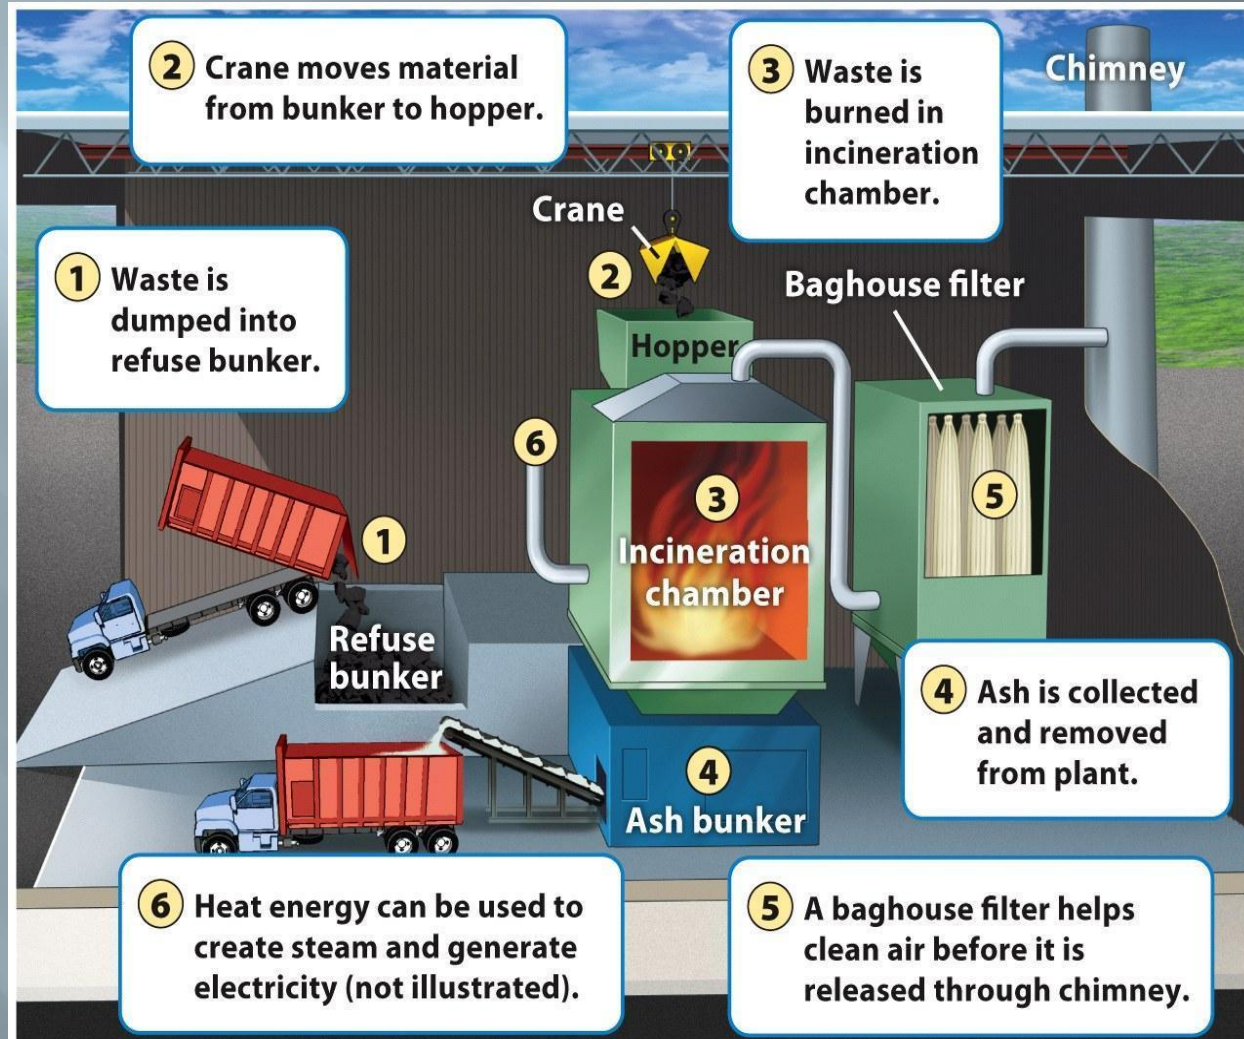 2 Crane moves material
from bunker to hopper.
3 Waste is
burned in
incineration
chamber.
Chimney
1 Waste is
dumped into
refuse bunker.
Crane
2
Baghouse filter
Hopper
6
3
Incineration
chamber
5
1
Refuse
bunker
4 Ash is collected
and removed
from plant.
4
Ash bunker
6 Heat energy can be used to
create steam and generate
electricity (not illustrated).
5 A baghouse filter helps
clean air before it is
released through chimney.